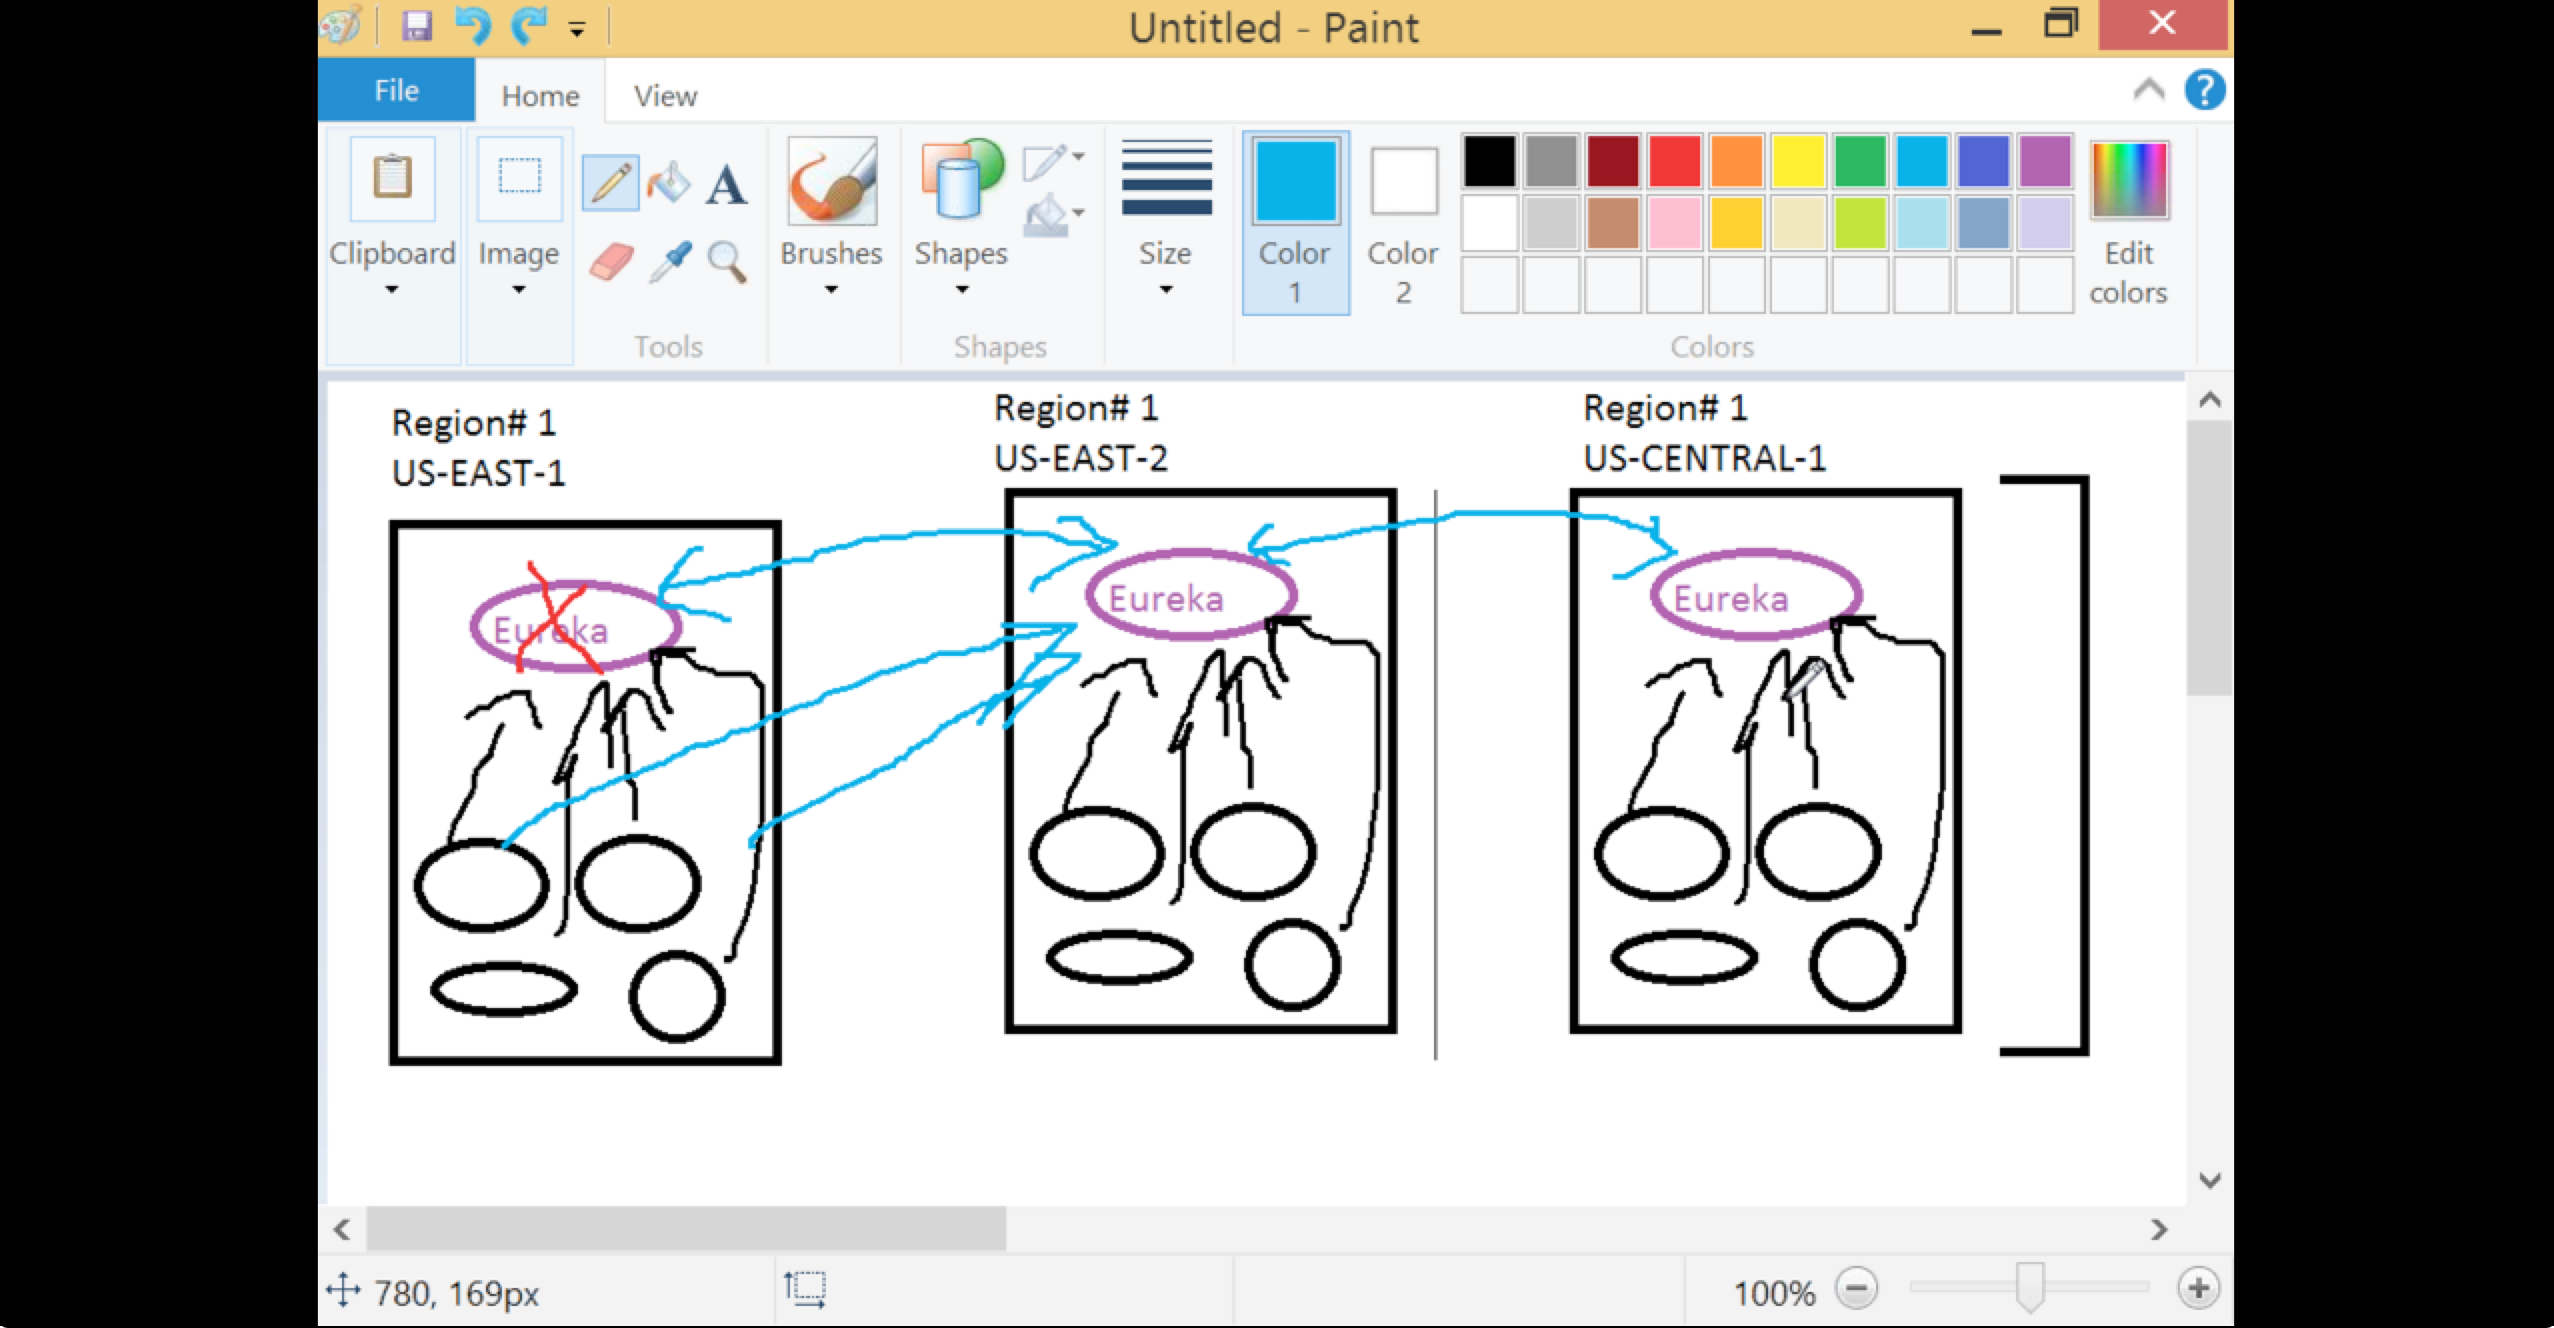 Untitled - Paint
File
Home
View
?
Clipboard
Image
A
Brushes
Shapes
Size
Color
1
Color
2
Edit
colors
Tools
Shapes
Colors
Region# 1
US-EAST-1
Region# 1
US-EAST-2
Region# 1
US-CENTRAL-1
Eureka
Eureka
Eureka
780, 169px
100%